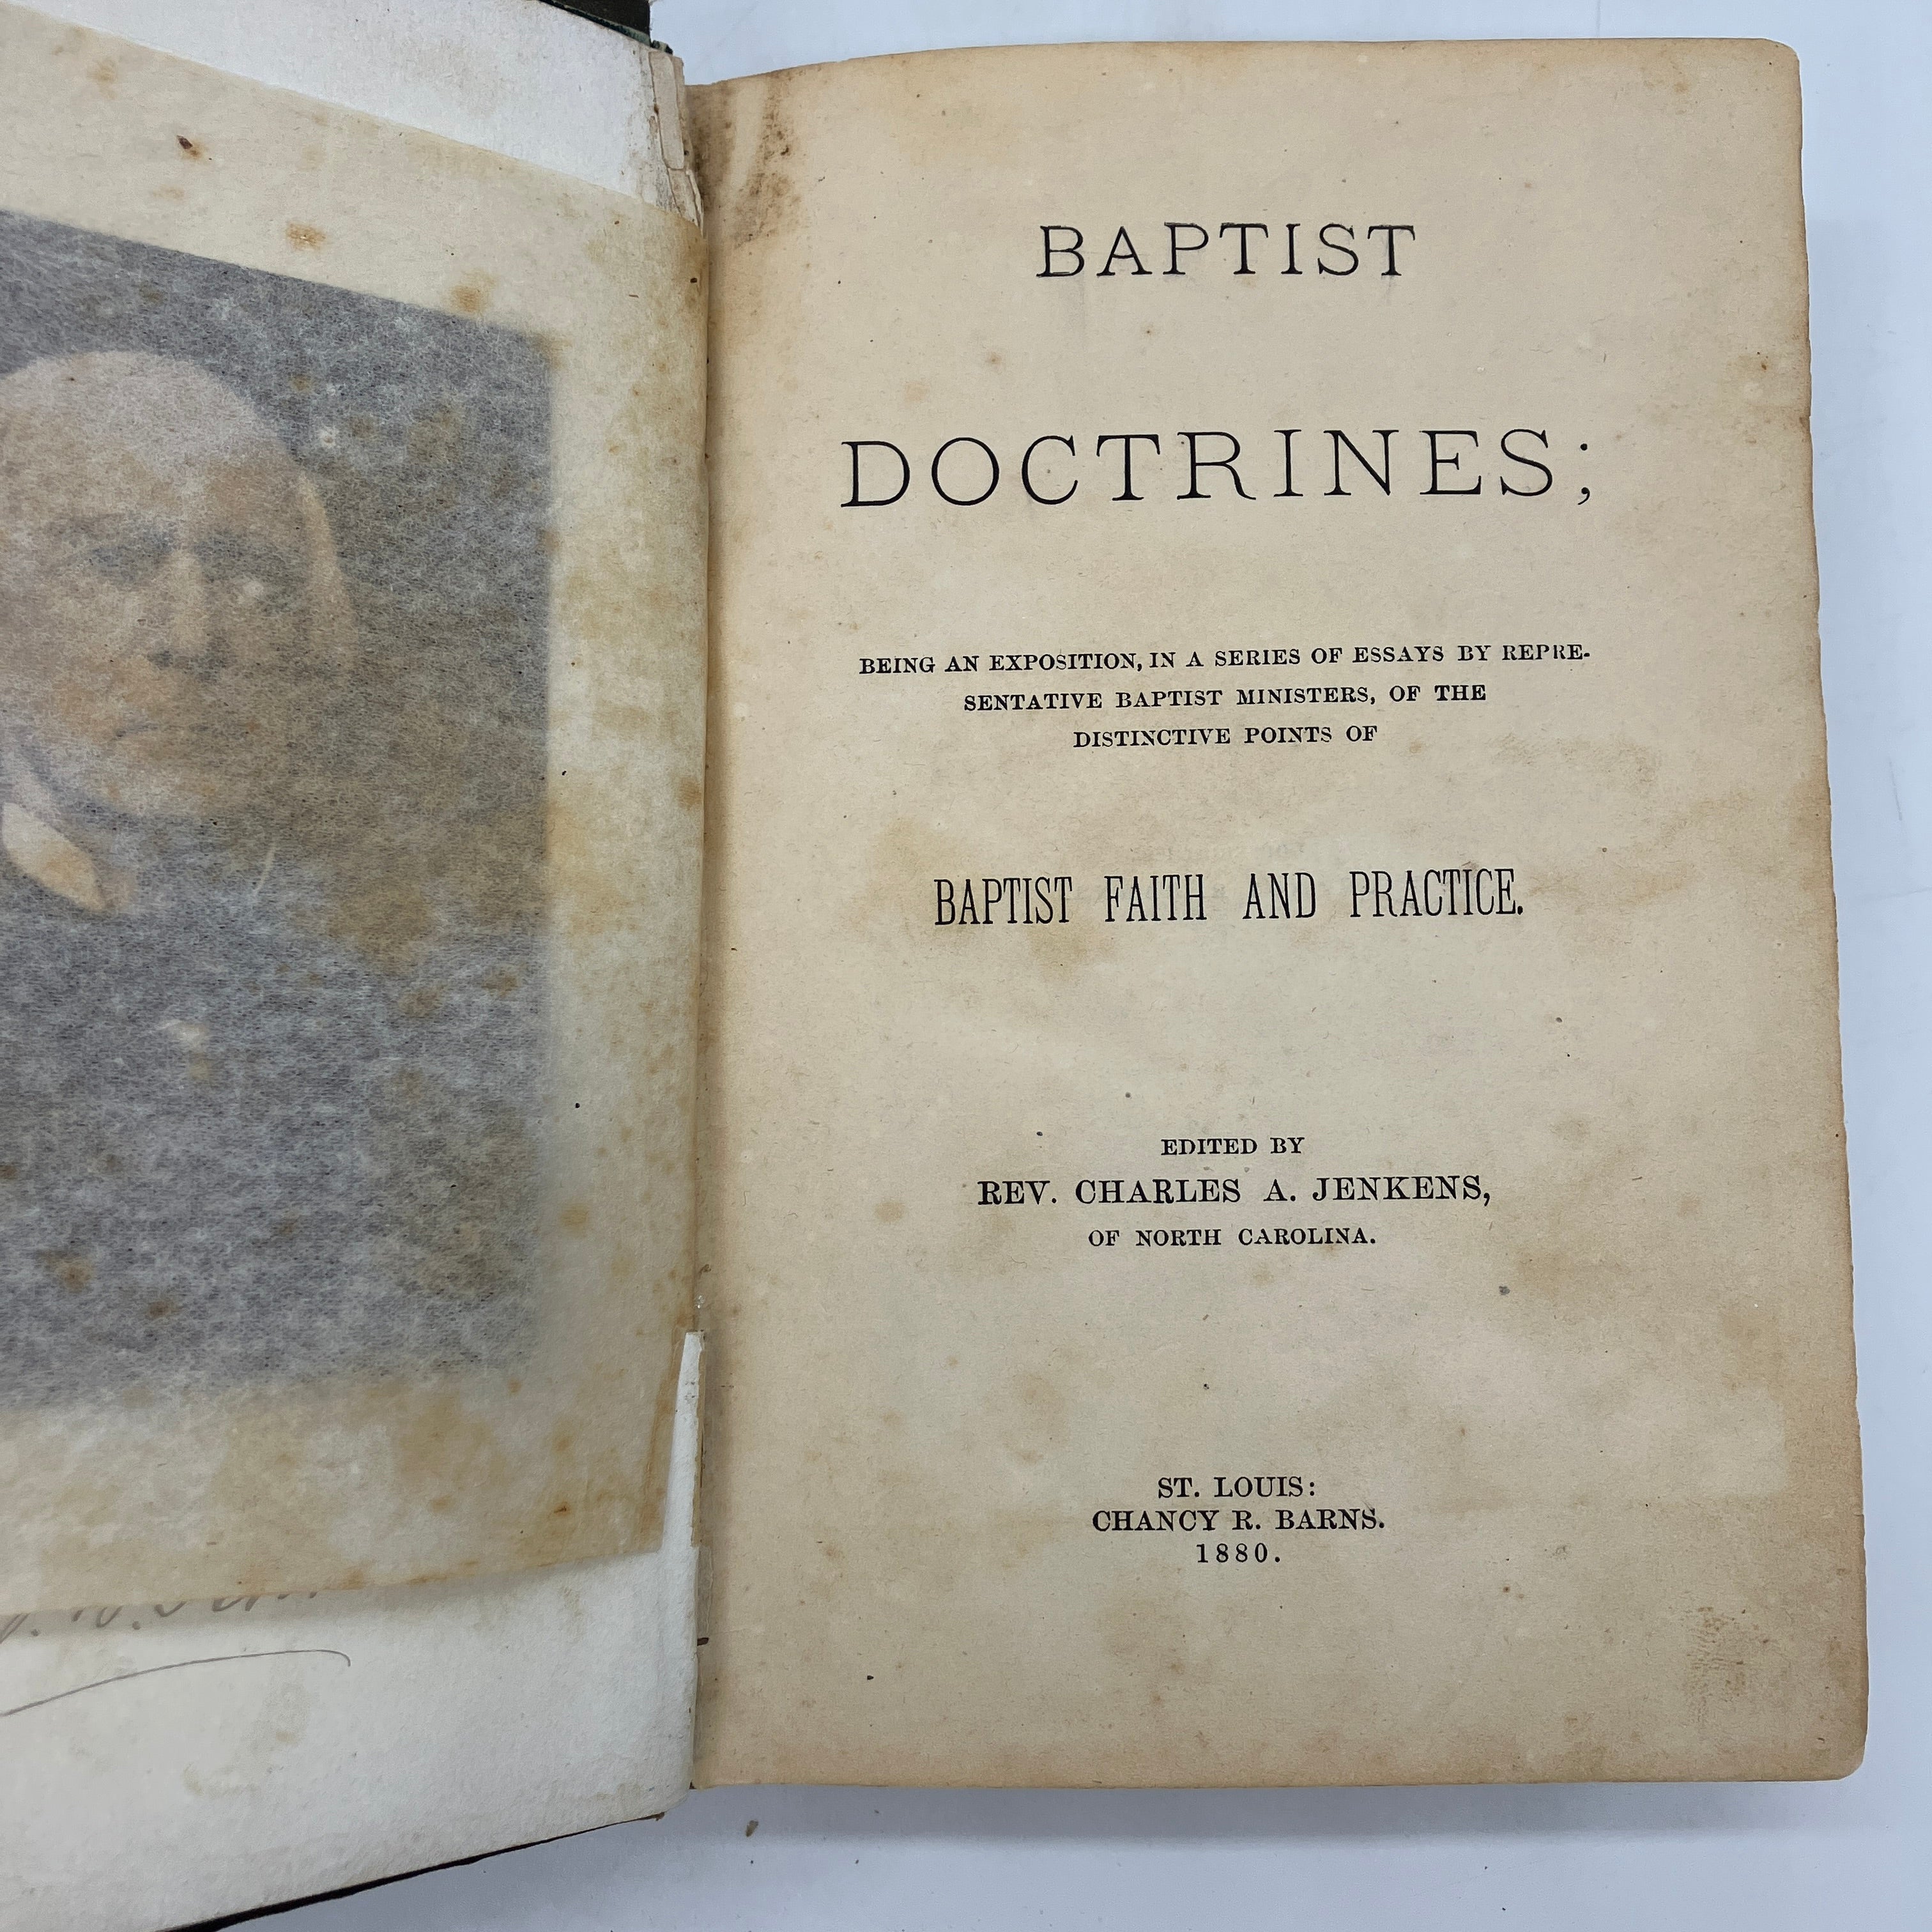 BAPTIST
DOCTRINES;
BEING AN EXPOSITION, IN A SERIES OF ESSAYS BY REPRE-
SENTATIVE BAPTIST MINISTERS, OF THE
DISTINCTIVE POINTS OF
BAPTIST FAITH AND PRACTICE.
EDITED BY
REV. CHARLES A. JENKENS,
OF NORTH CAROLINA.
ST. LOUIS:
CHANCY R. BARNS.
1880.